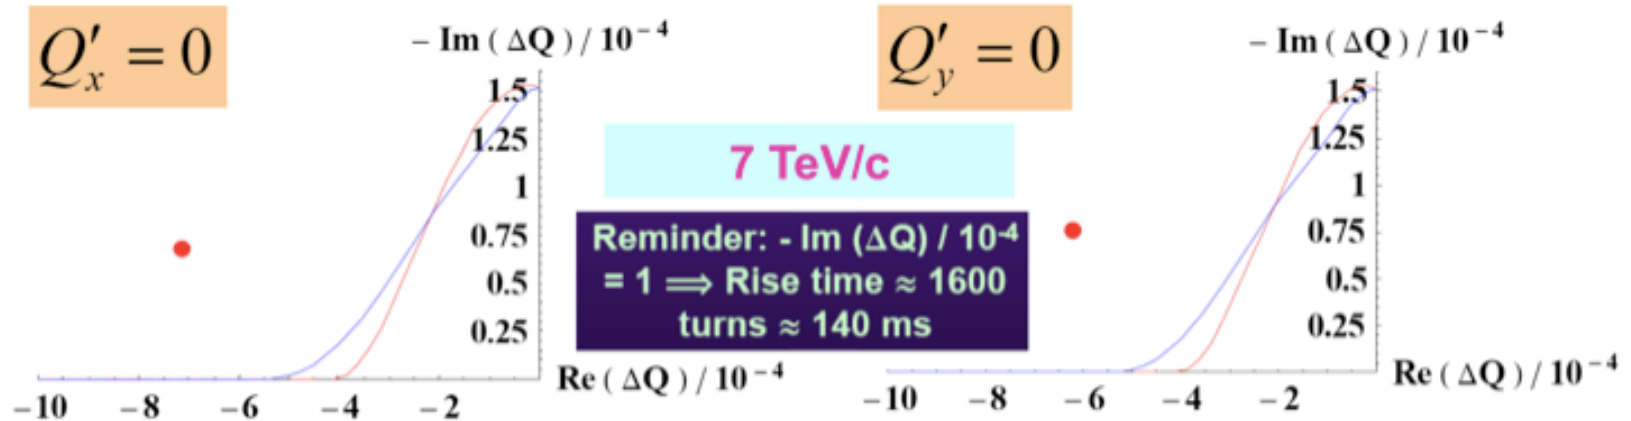 Q′x = 0
− Im ( ΔQ ) / 10⁻⁴
1.5
1.25
1
0.75
0.5
0.25
Re ( ΔQ ) / 10⁻⁴
−10 −8 −6 −4 −2
7 TeV/c
Reminder: - Im (ΔQ) / 10-4
= 1 ⟹ Rise time ≈ 1600
turns ≈ 140 ms
Q′y = 0
− Im ( ΔQ ) / 10⁻⁴
1.5
1.25
1
0.75
0.5
0.25
Re ( ΔQ ) / 10⁻⁴
−10 −8 −6 −4 −2